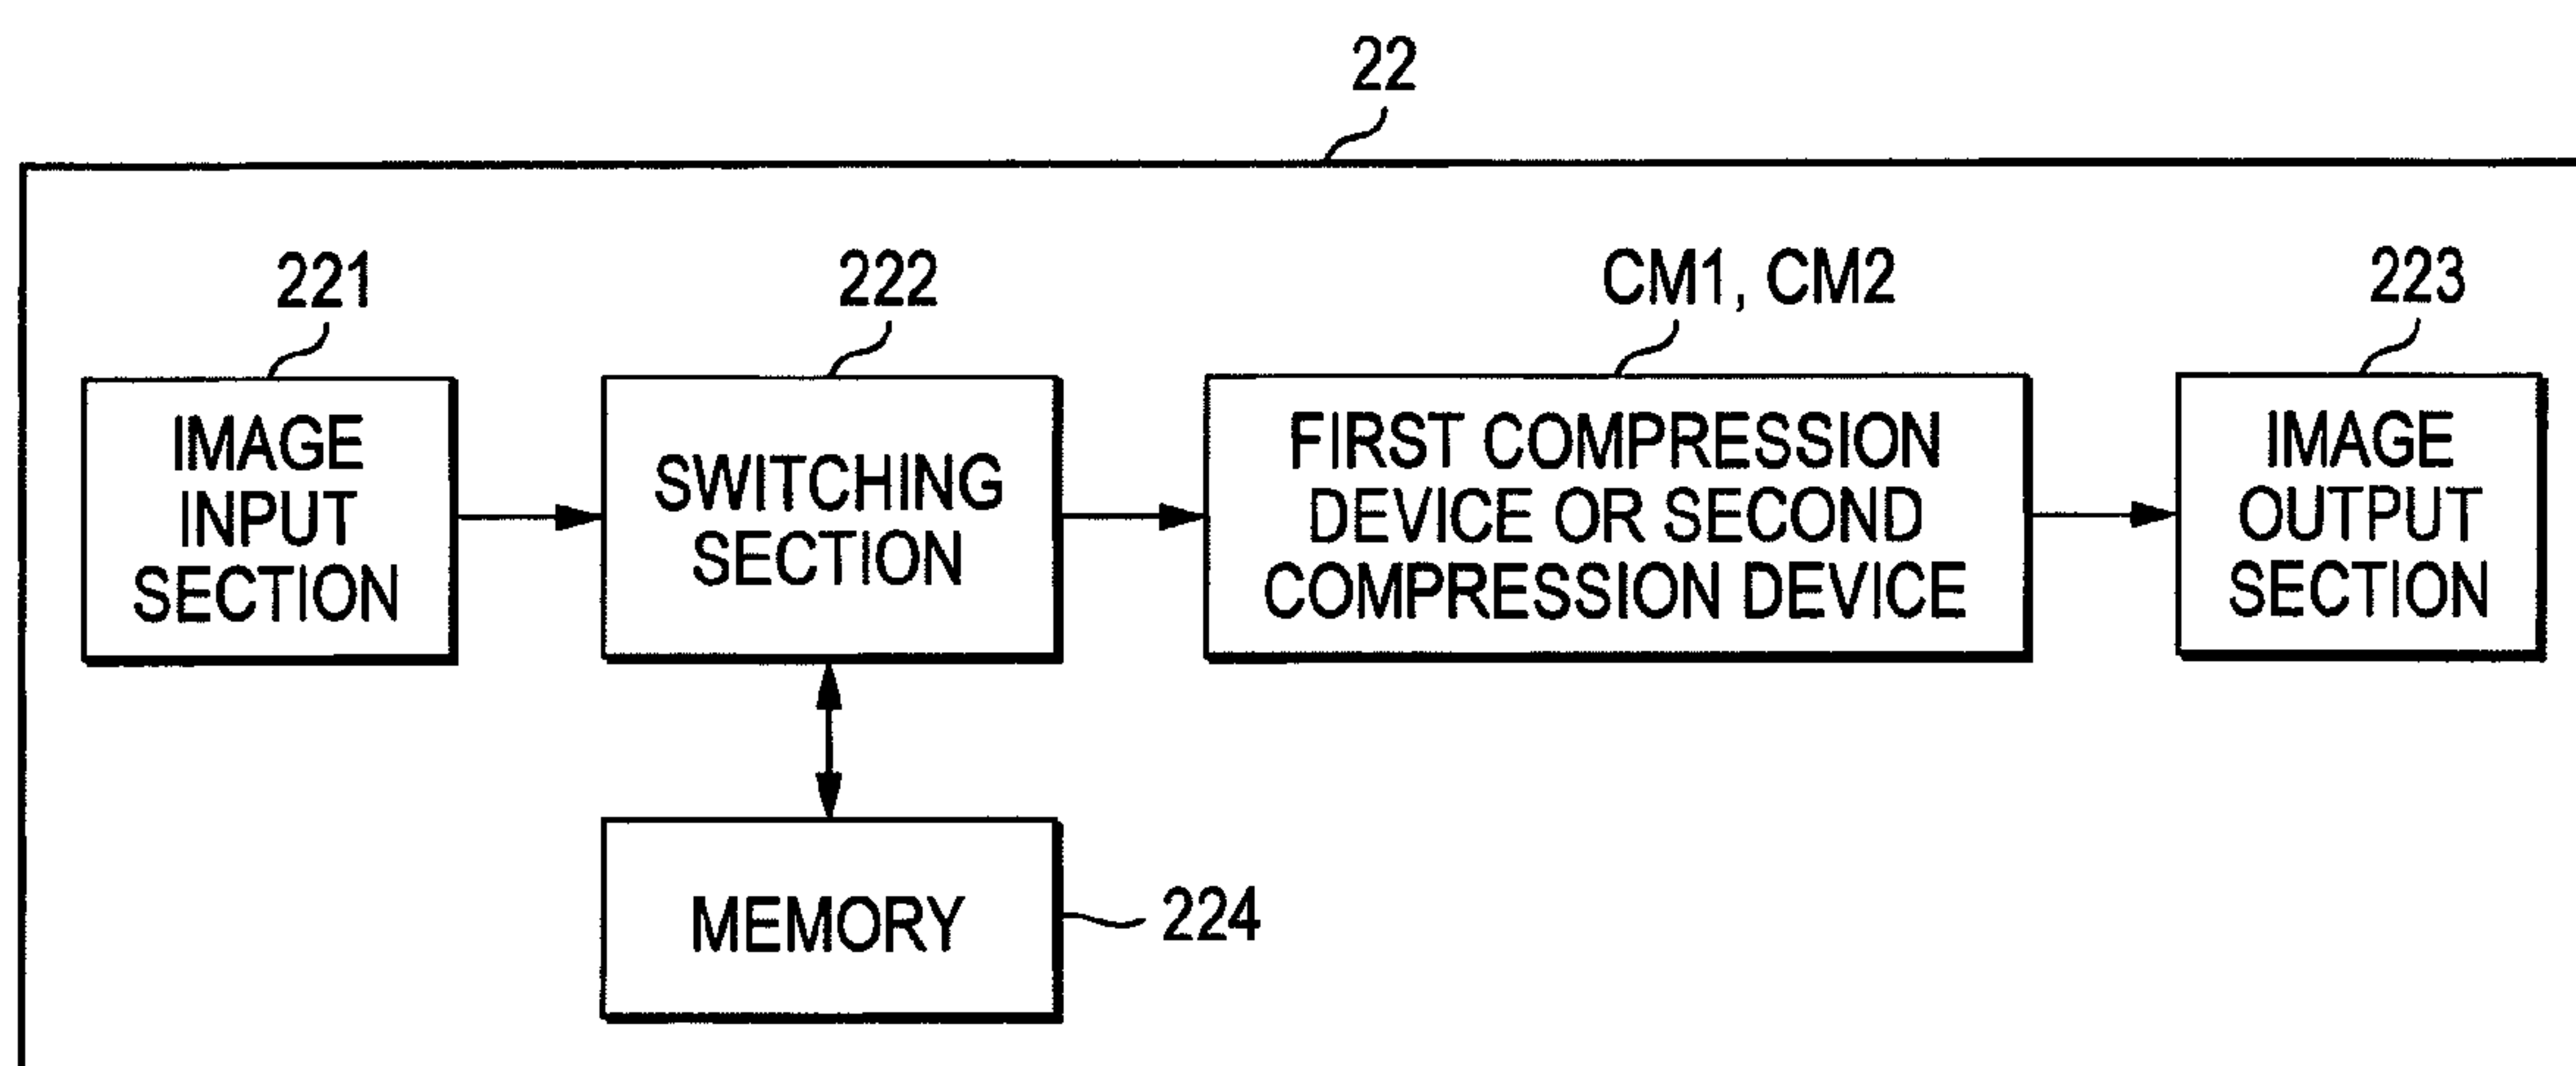 22
221
222
CM1, CM2
223
IMAGE
INPUT
SECTION
SWITCHING
SECTION
FIRST COMPRESSION
DEVICE OR SECOND
COMPRESSION DEVICE
IMAGE
OUTPUT
SECTION
MEMORY
224